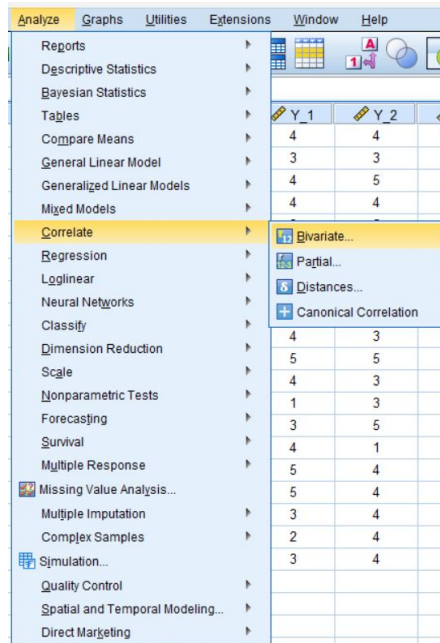 Analyze Graphs Utilities Extensions Window Help
Reports
Descriptive Statistics
Bayesian Statistics
Tables
Compare Means
General Linear Model
Generalized Linear Models
Mixed Models
Correlate
Regression
Loglinear
Neural Networks
Classify
Dimension Reduction
Scale
Nonparametric Tests
Forecasting
Survival
Multiple Response
Missing Value Analysis...
Multiple Imputation
Complex Samples
Simulation...
Quality Control
Spatial and Temporal Modeling...
Direct Marketing
Bivariate...
Partial...
Distances...
Canonical Correlation
A
1
Y_1 Y_2
4 4
3 3
4 5
4 4
4 3
5 5
4 3
1 3
3 5
4 1
5 4
5 4
3 4
2 4
3 4